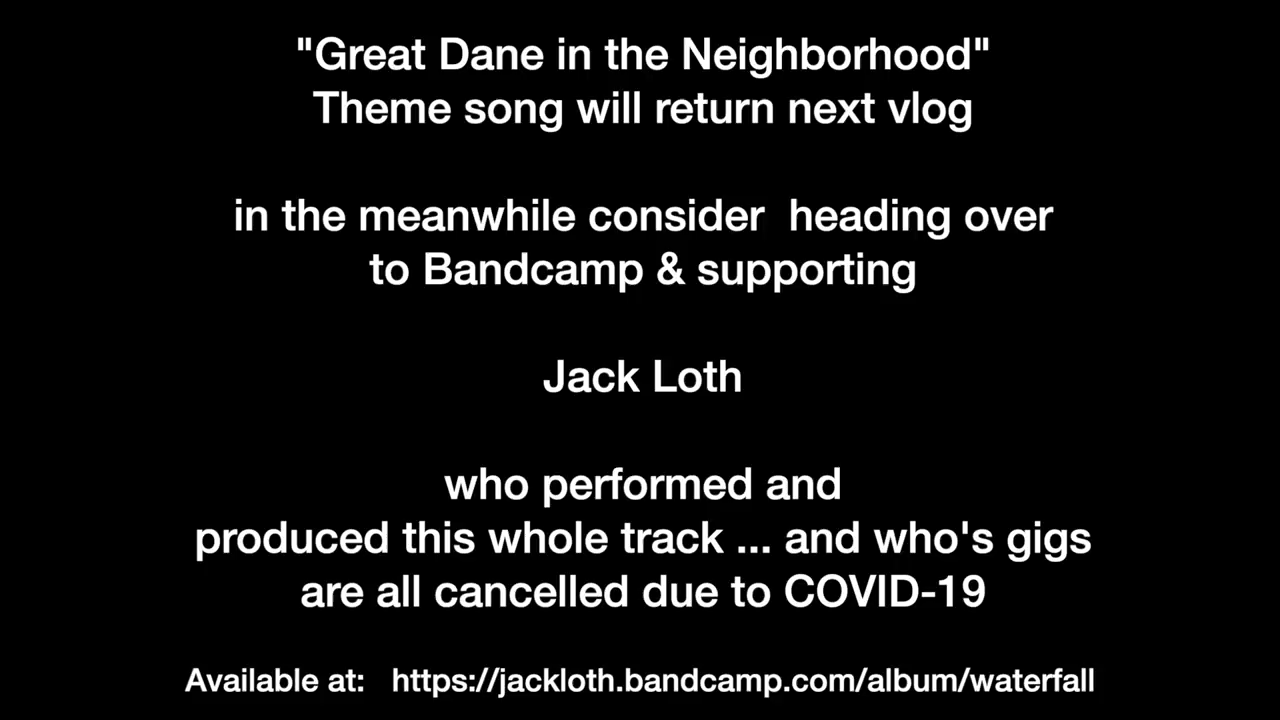 "Great Dane in the Neighborhood"
Theme song will return next vlog
in the meanwhile consider  heading over
to Bandcamp & supporting
Jack Loth
who performed and
produced this whole track ... and who's gigs
are all cancelled due to COVID-19
Available at:   https://jackloth.bandcamp.com/album/waterfall